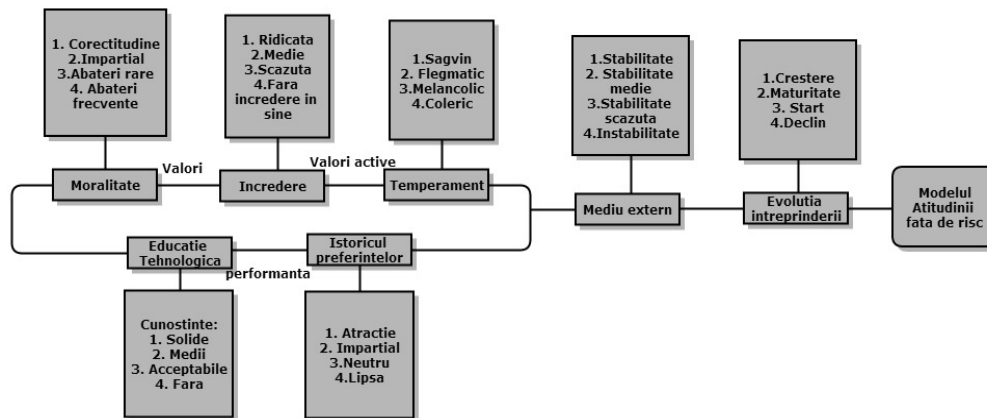 1. Corectitudine
2.Impartial
3.Abateri rare
4. Abateri
frecvente
1. Ridicata
2.Medie
3.Scazuta
4.Fara
incredere in
sine
1.Sagvin
2. Flegmatic
3.Melancolic
4.Coleric
1.Stabilitate
2. Stabilitate
medie
3.Stabilitate
scazuta
4.Instabilitate
1.Crestere
2.Maturitate
3. Start
4.Declin
Moralitate
Valori
Incredere
Valori active
Temperament
Mediu extern
Evolutia
intreprinderii
Modelul
Atitudinii
fata de risc
Educatie
Tehnologica
performanta
Istoricul
preferintelor
Cunostinte:
1. Solide
2. Medii
3. Acceptabile
4. Fara
1. Atractie
2. Impartial
3.Neutru
4.Lipsa